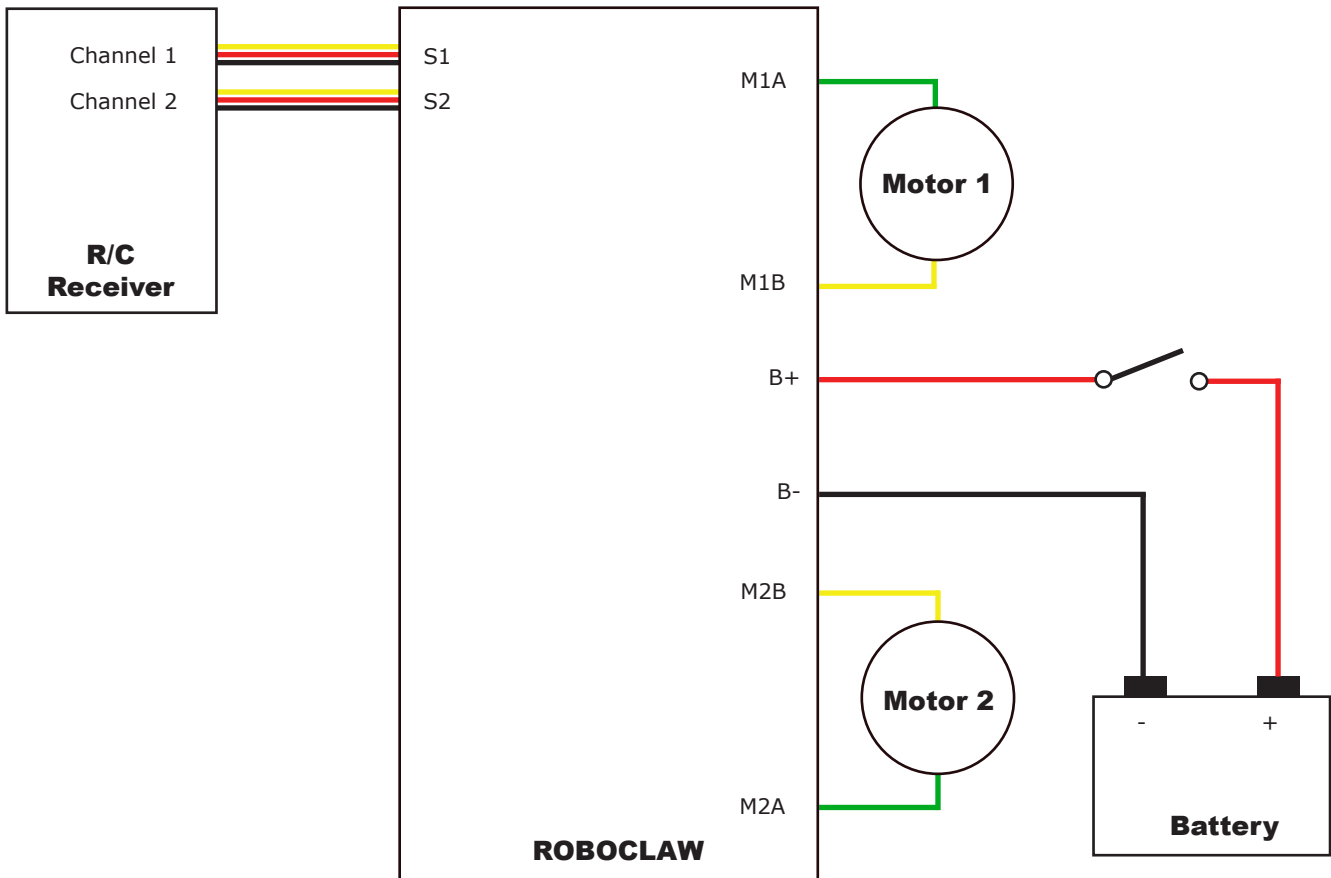 Channel 1
Channel 2
R/C
Receiver
S1
S2
M1A
M1B
B+
B-
M2B
M2A
ROBOCLAW
Motor 1
Motor 2
- +
Battery